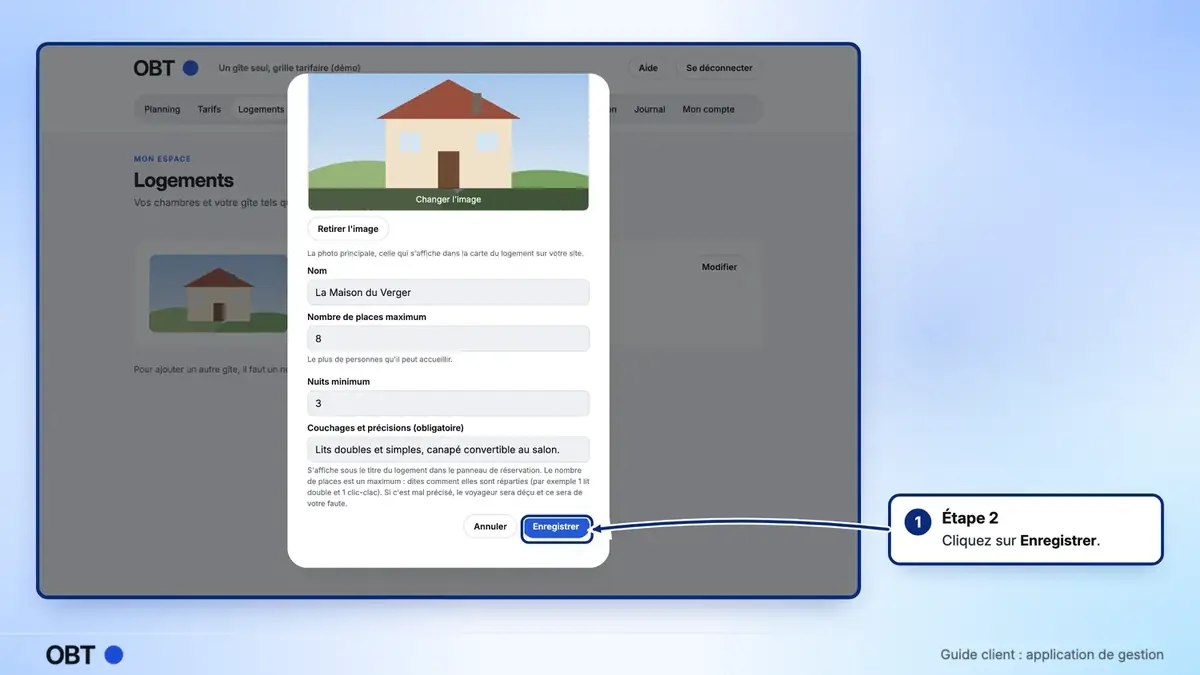 OBT
Un gîte seul, grille tarifaire (démo)
Aide
Se déconnecter
Planning
Tarifs
Logements
Journal
Mon compte
MON ESPACE
Logements
Vos chambres et votre gîte tels
Modifier
Pour ajouter un autre gîte, il faut un
Changer l'image
Retirer l'image
La photo principale, celle qui s'affiche dans la carte du logement sur votre site.
Nom
La Maison du Verger
Nombre de places maximum
8
Le plus de personnes qu'il peut accueillir.
Nuits minimum
3
Couchages et précisions (obligatoire)
Lits doubles et simples, canapé convertible au salon.
S'affiche sous le titre du logement dans le panneau de réservation. Le nombre
de places est un maximum : dites comment elles sont réparties (par exemple 1 lit
double et 1 clic-clac). Si c'est mal précisé, le voyageur sera déçu et ce sera de
votre faute.
Annuler
Enregistrer
1
Étape 2
Cliquez sur Enregistrer.
OBT
Guide client : application de gestion